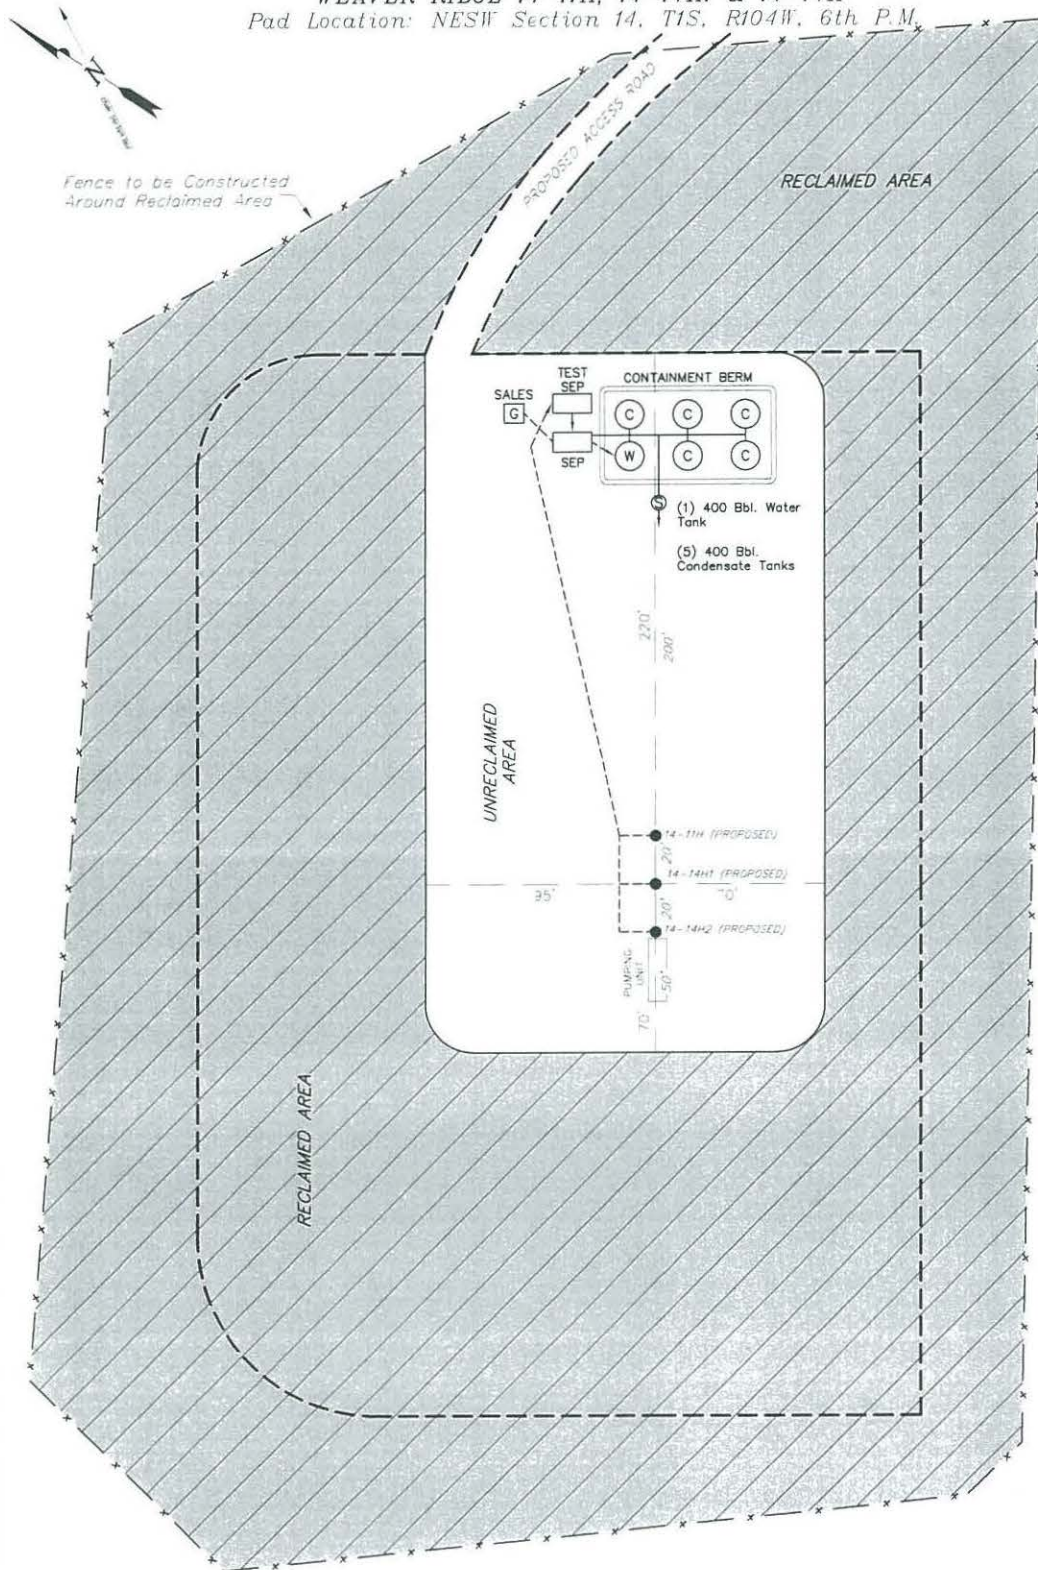 Pad Location: NESW Section 14, T1S, R104W, 6th P.M.
N
PROPOSED ACCESS ROAD
Fence to be Constructed
Around Reclaimed Area
RECLAIMED AREA
TEST
SEP
CONTAINMENT BERM
SALES
G
C
C
C
SEP
W
C
C
S
(1) 400 Bbl. Water
Tank
(5) 400 Bbl.
Condensate Tanks
220'
200'
UNRECLAIMED
AREA
14-11H (PROPOSED)
20'
14-14H1 (PROPOSED)
95'
70'
20'
14-14H2 (PROPOSED)
PUMPING
UNIT
50'
70'
RECLAIMED AREA